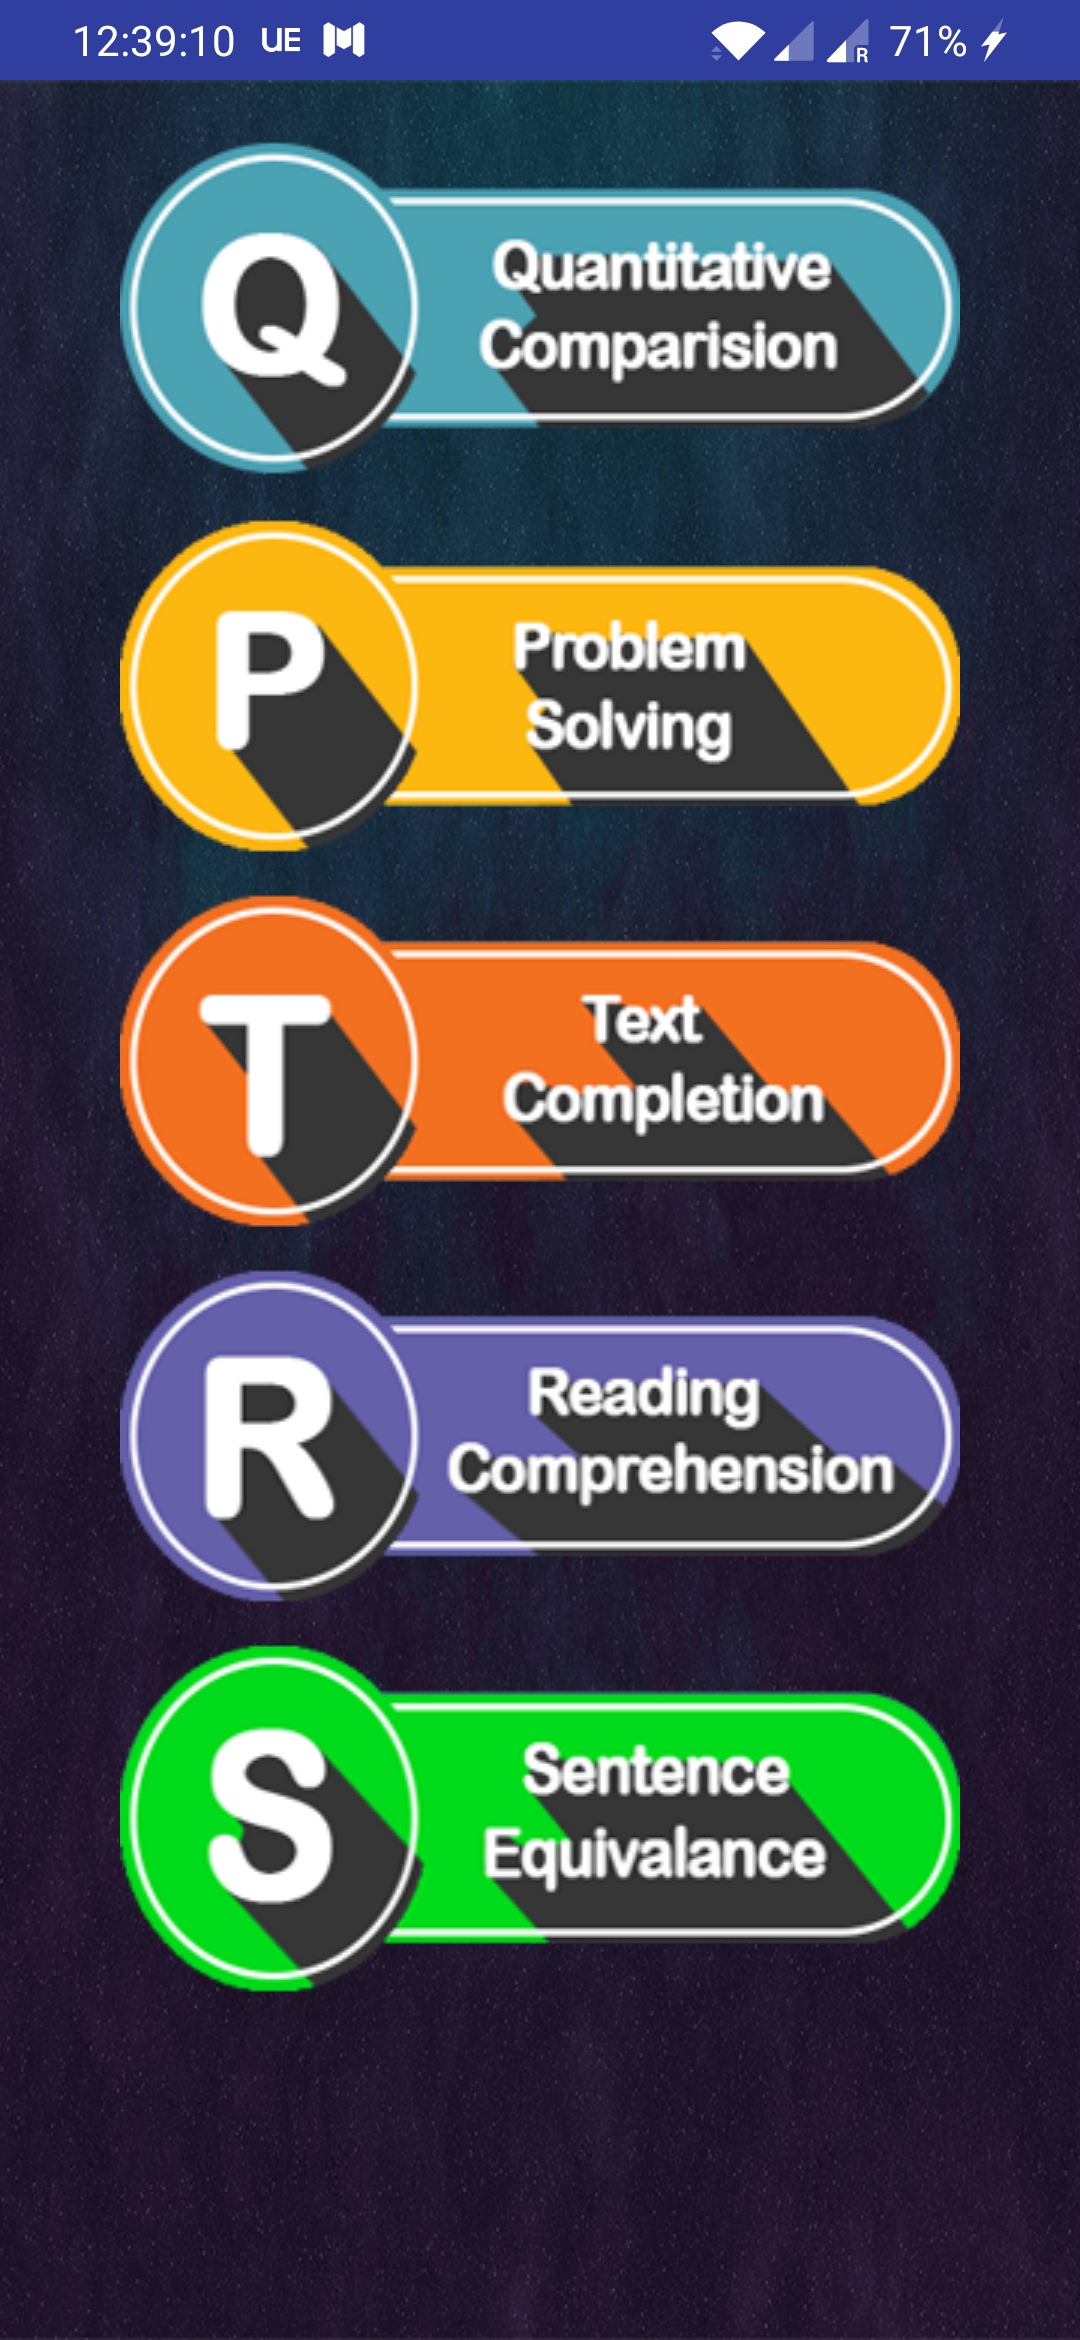 12:39:10 UE 71%
R
Q
Quantitative
Comparision
P
Problem
Solving
T
Text
Completion
R
Reading
Comprehension
S
Sentence
Equivalance